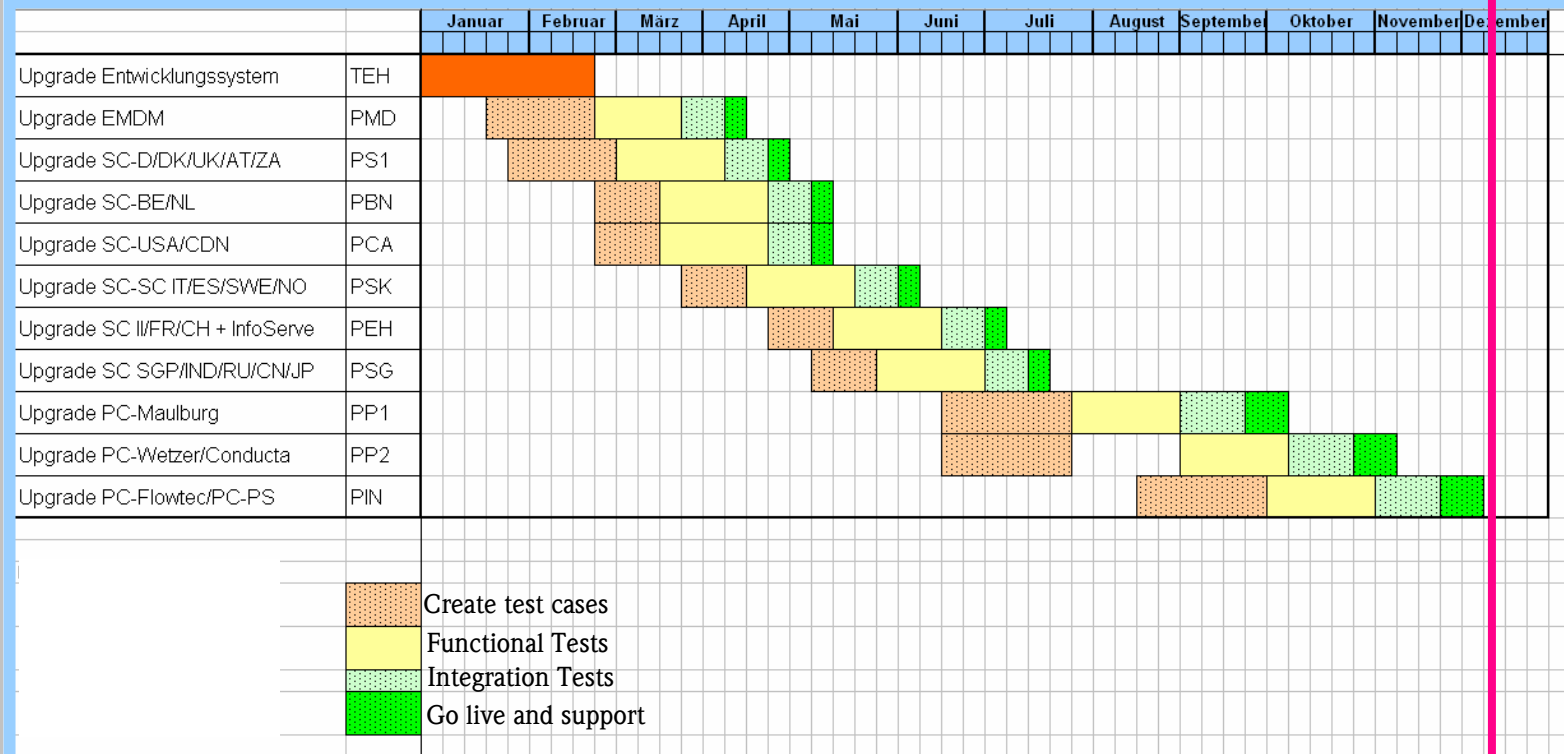 Januar Februar März April Mai Juni Juli August September Oktober November Dezember
Upgrade Entwicklungssystem TEH
Upgrade EMDM PMD
Upgrade SC-D/DK/UK/AT/ZA PS1
Upgrade SC-BE/NL PBN
Upgrade SC-USA/CDN PCA
Upgrade SC-SC IT/ES/SWE/NO PSK
Upgrade SC II/FR/CH + InfoServe PEH
Upgrade SC SGP/IND/RU/CN/JP PSG
Upgrade PC-Maulburg PP1
Upgrade PC-Wetzer/Conducta PP2
Upgrade PC-Flowtec/PC-PS PIN
Create test cases
Functional Tests
Integration Tests
Go live and support